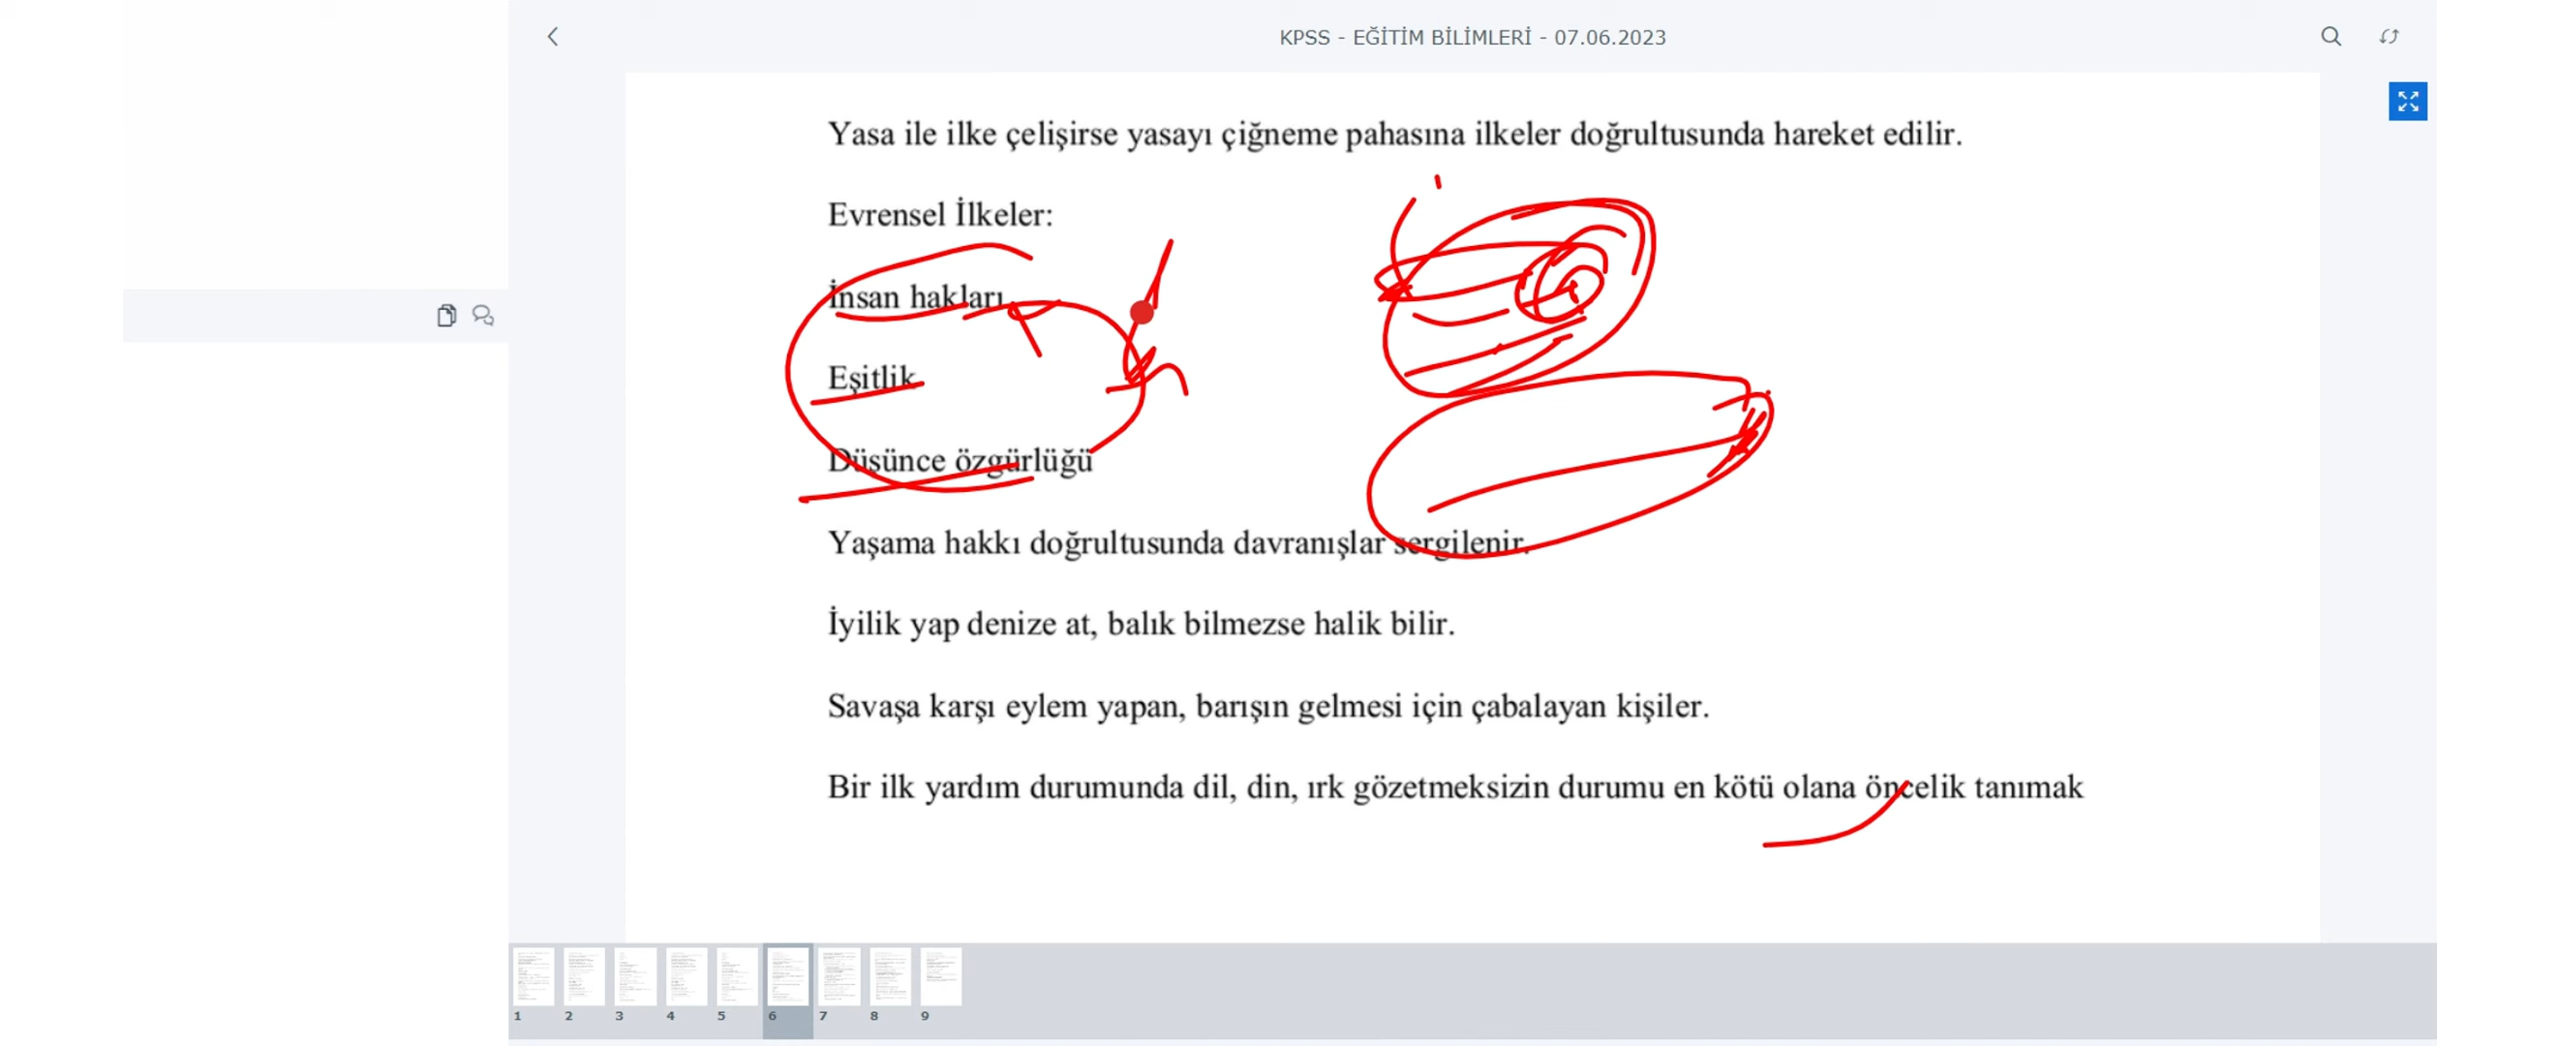 KPSS - EĞİTİM BİLİMLERİ - 07.06.2023
Yasa ile ilke çelişirse yasayı çiğneme pahasına ilkeler doğrultusunda hareket edilir.
Evrensel İlkeler:
İnsan hakları
Eşitlik
Düşünce özgürlüğü
Yaşama hakkı doğrultusunda davranışlar sergilenir.
İyilik yap denize at, balık bilmezse halik bilir.
Savaşa karşı eylem yapan, barışın gelmesi için çabalayan kişiler.
Bir ilk yardım durumunda dil, din, ırk gözetmeksizin durumu en kötü olana öncelik tanımak
1 2 3 4 5 6 7 8 9